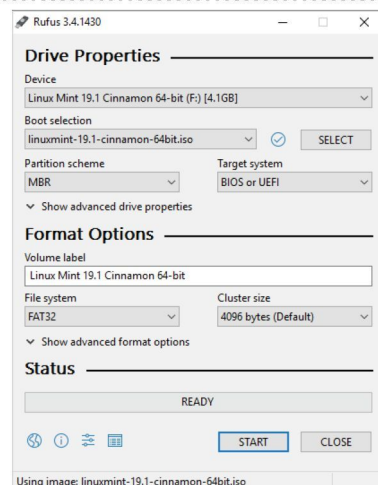 Rufus 3.4.1430
Drive Properties
Device
Linux Mint 19.1 Cinnamon 64-bit (F:) [4.1GB]
Boot selection
linuxmint-19.1-cinnamon-64bit.iso SELECT
Partition scheme Target system
MBR BIOS or UEFI
Show advanced drive properties
Format Options
Volume label
Linux Mint 19.1 Cinnamon 64-bit
File system Cluster size
FAT32 4096 bytes (Default)
Show advanced format options
Status
READY
START CLOSE
Using image: linuxmint-19.1-cinnamon-64bit.iso